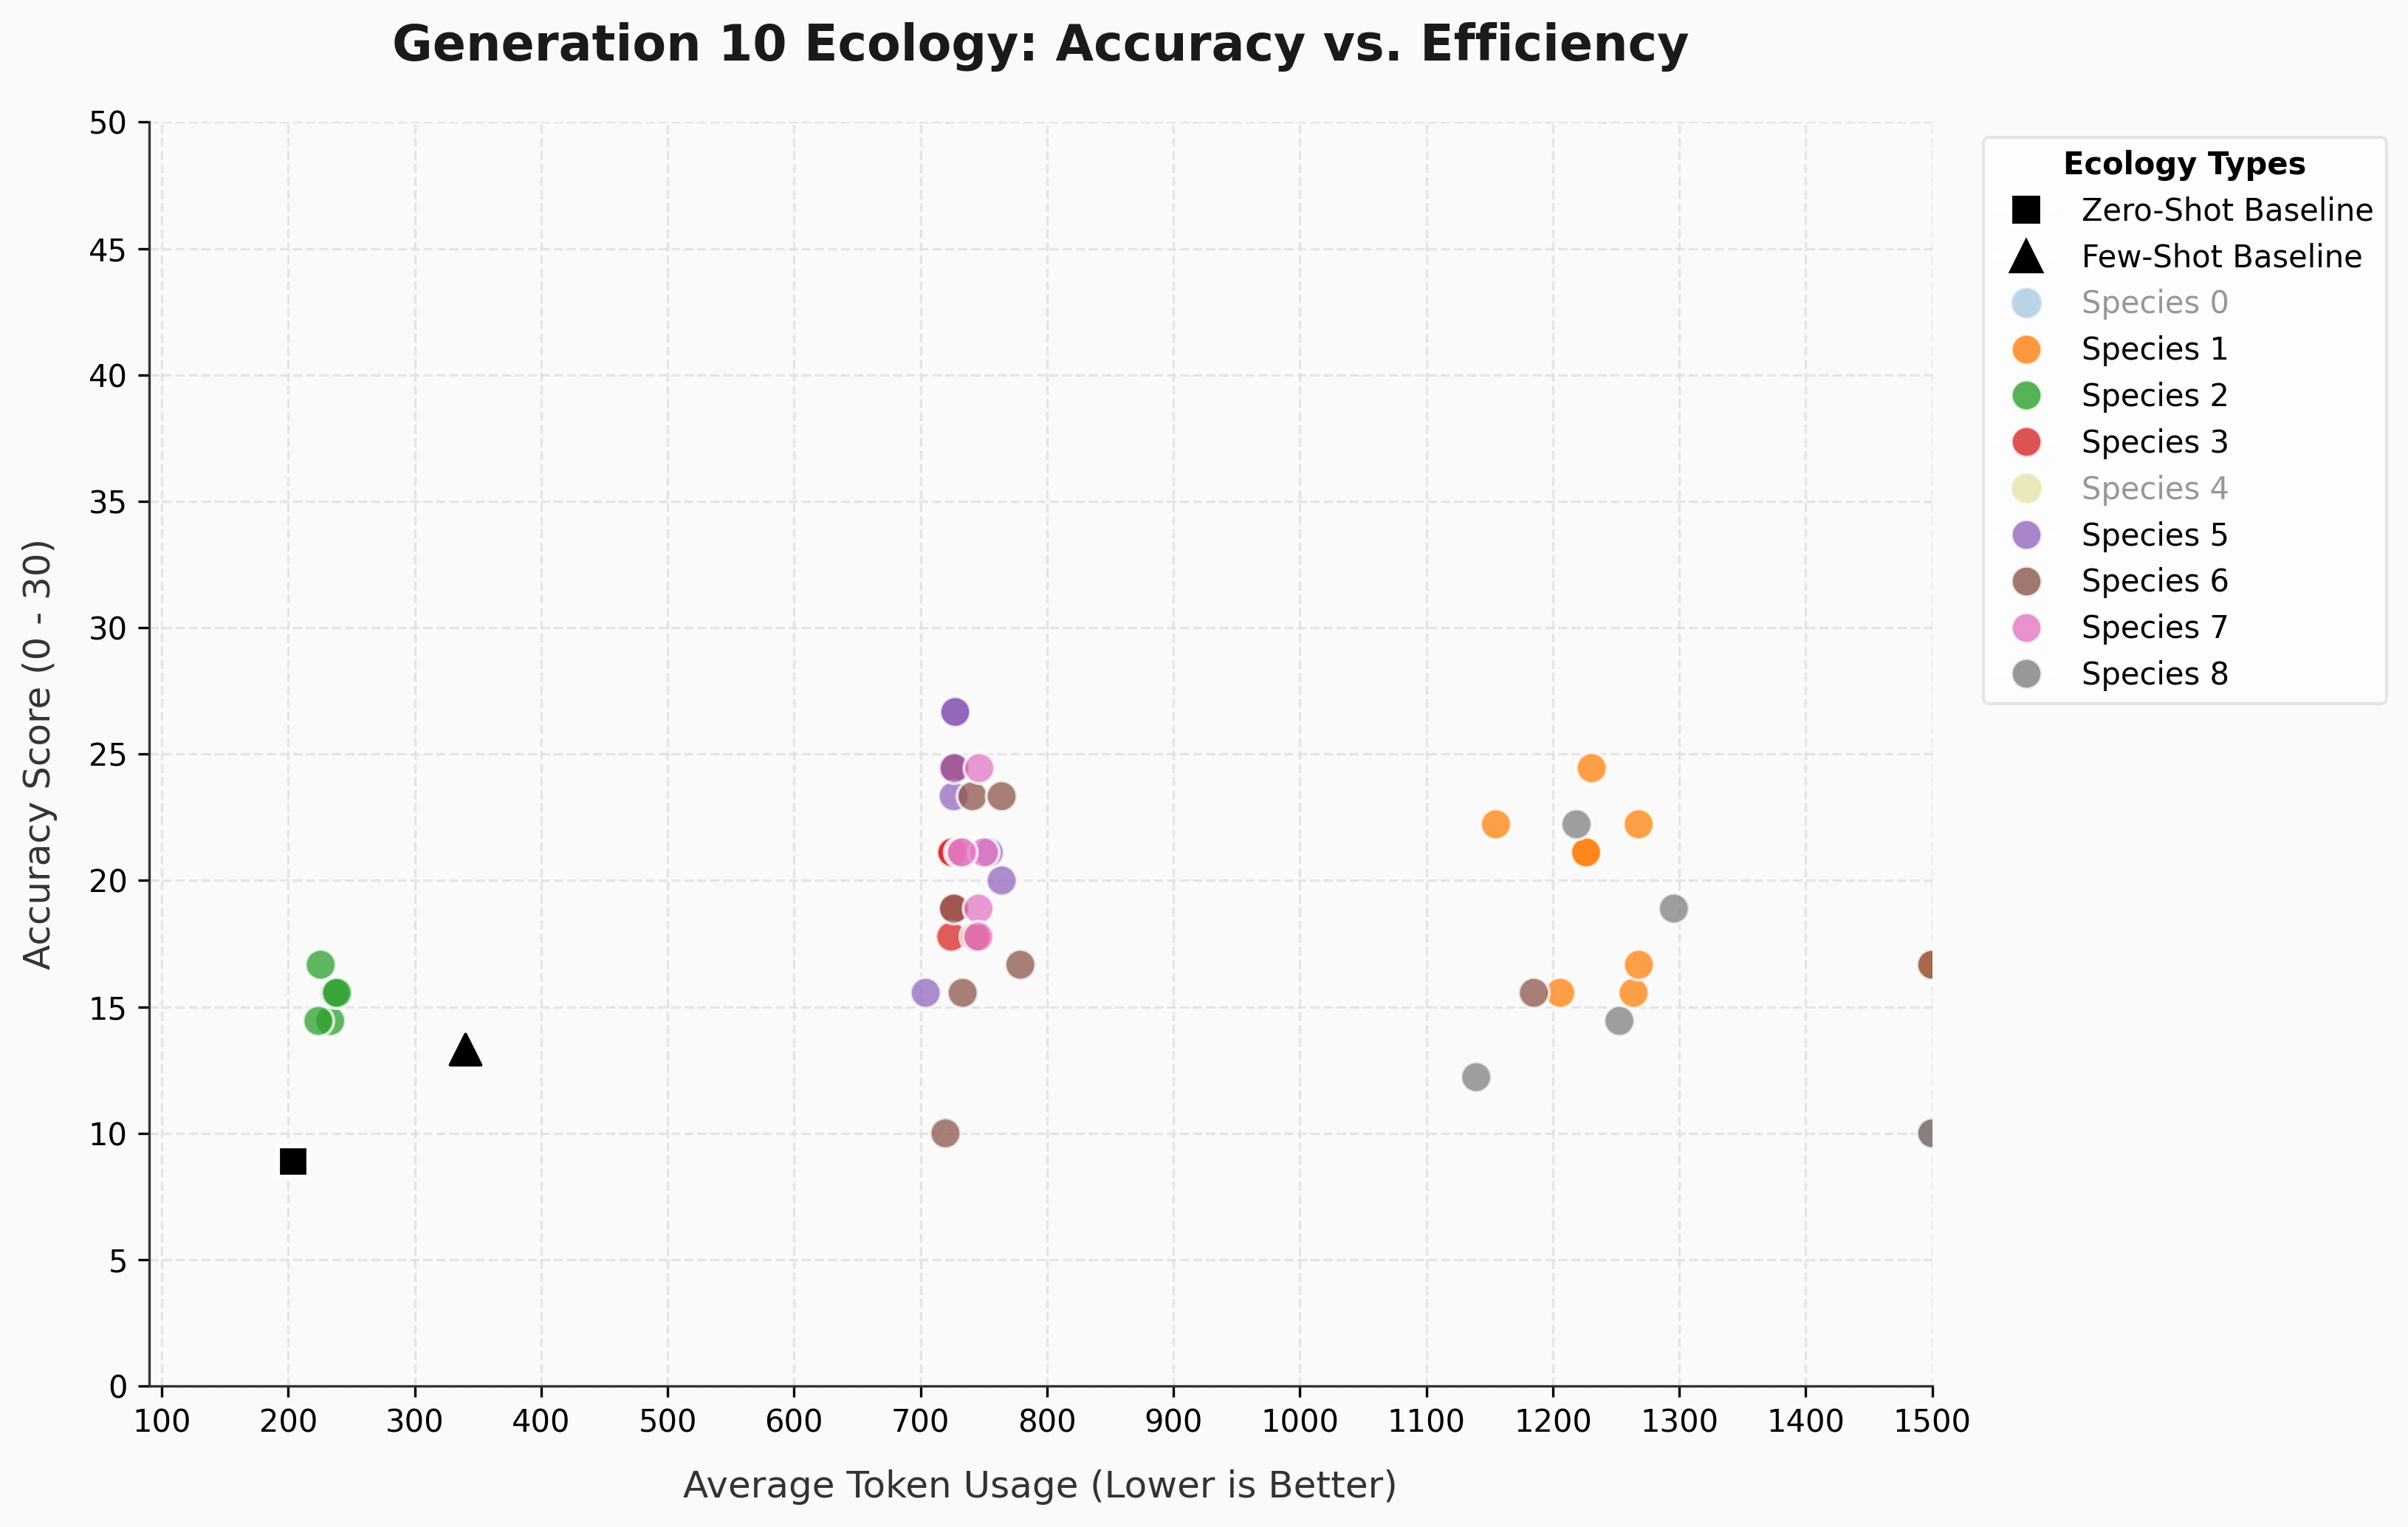 Generation 10 Ecology: Accuracy vs. Efficiency
50
45
40
35
30
25
20
15
10
5
0
Accuracy Score (0 - 30)
100 200 300 400 500 600 700 800 900 1000 1100 1200 1300 1400 1500
Average Token Usage (Lower is Better)
Ecology Types
Zero-Shot Baseline
Few-Shot Baseline
Species 0
Species 1
Species 2
Species 3
Species 4
Species 5
Species 6
Species 7
Species 8